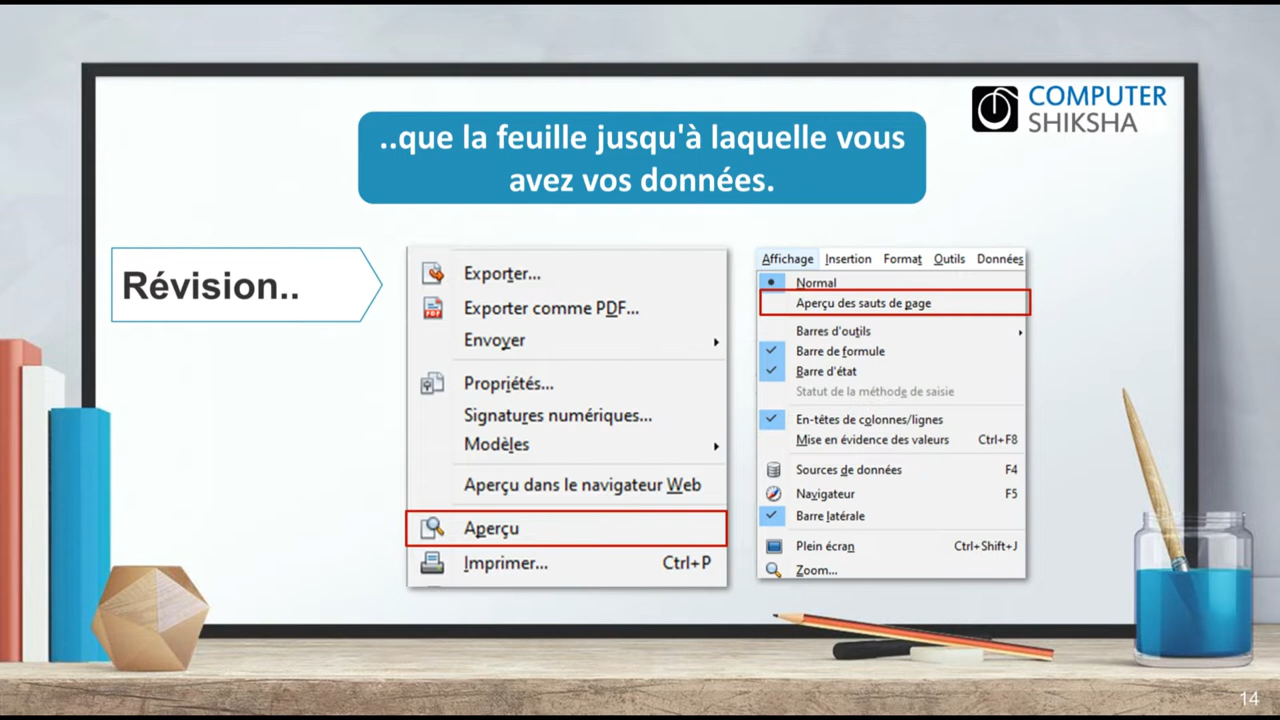 COMPUTER
SHIKSHA
..que la feuille jusqu'à laquelle vous
avez vos données.
Révision..
Exporter...
Exporter comme PDF...
Envoyer
Propriétés...
Signatures numériques...
Modèles
Aperçu dans le navigateur Web
Aperçu
Imprimer... Ctrl+P
Affichage Insertion Format Outils Données
Normal
Aperçu des sauts de page
Barres d'outils
Barre de formule
Barre d'état
Statut de la méthode de saisie
En-têtes de colonnes/lignes
Mise en évidence des valeurs Ctrl+F8
Sources de données F4
Navigateur F5
Barre latérale
Plein écran Ctrl+Shift+J
Zoom...
14